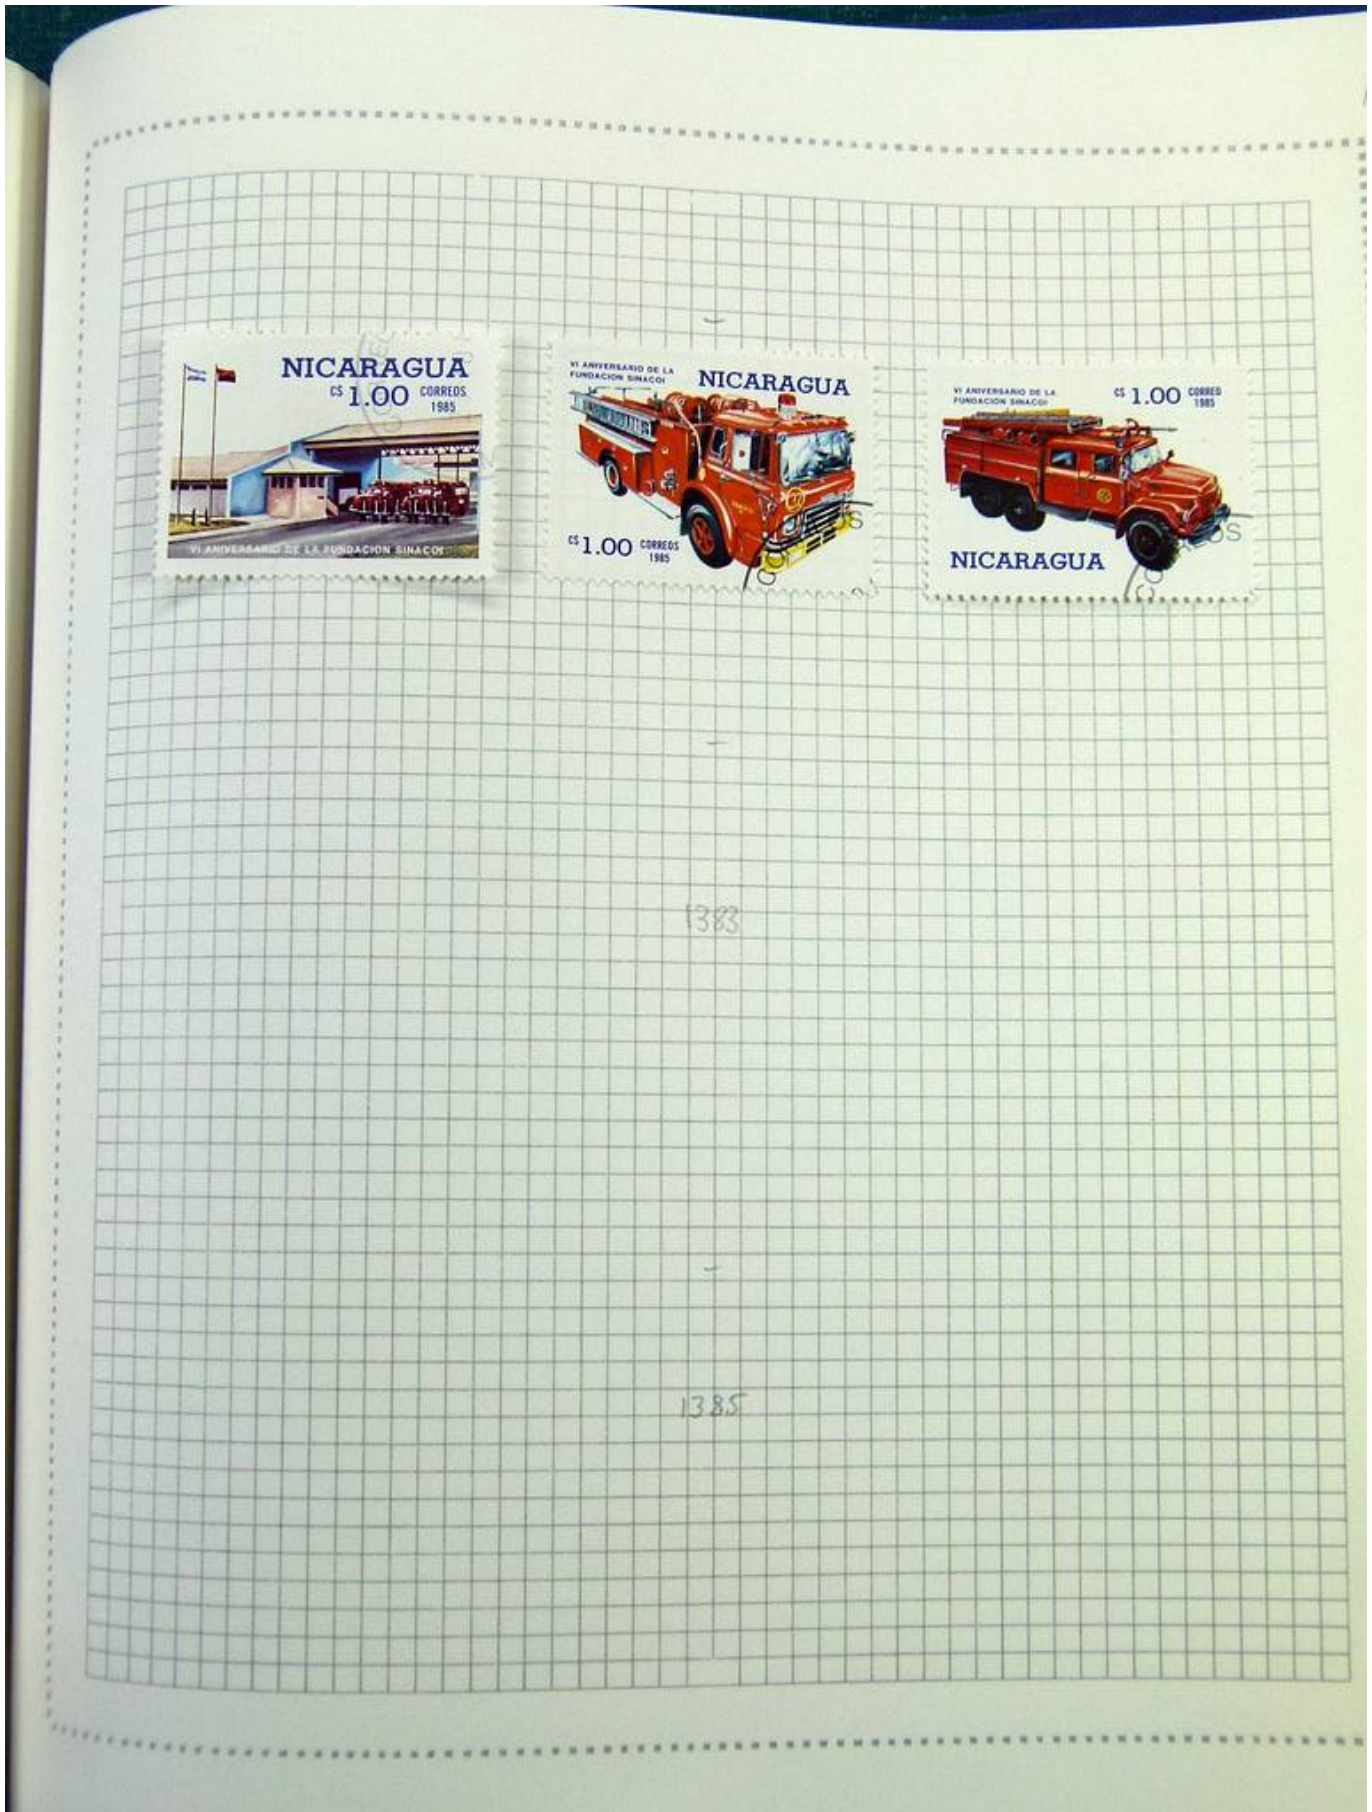 NICARAGUA
C$ 1.00 CORREOS
1985
VI ANIVERSARIO DE LA FUNDACION SINACOI
VI ANIVERSARIO DE LA
FUNDACION SINACOI
NICARAGUA
C$ 1.00 CORREOS
1985
VI ANIVERSARIO DE LA
FUNDACION SINACOI
C$ 1.00 CORREO
1985
NICARAGUA
1383
1385